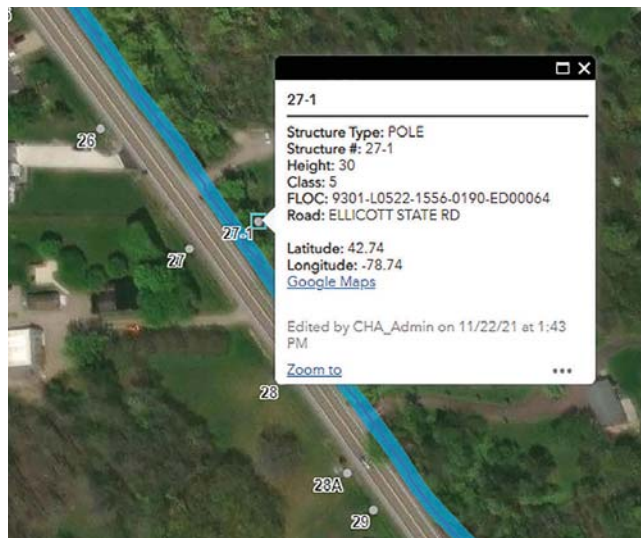 27-1
Structure Type: POLE
Structure #: 27-1
Height: 30
Class: 5
FLOC: 9301-L0522-1556-0190-ED00064
Road: ELLICOTT STATE RD
Latitude: 42.74
Longitude: -78.74
Google Maps
Edited by CHA_Admin on 11/22/21 at 1:43
PM
Zoom to
26
27-1
27
28
28A
29